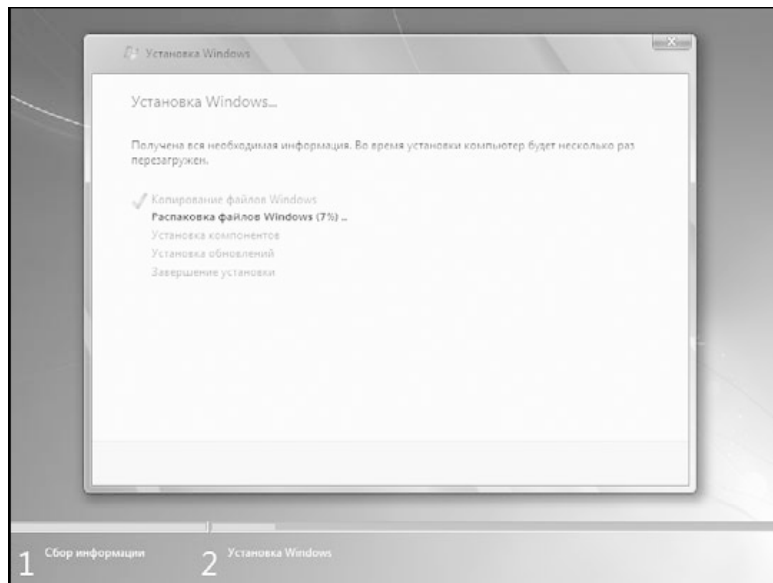 Установка Windows
Установка Windows...
Получена вся необходимая информация. Во время установки компьютер будет несколько раз
перезагружен.
Копирование файлов Windows
Распаковка файлов Windows (7%) ...
Установка компонентов
Установка обновлений
Завершение установки
1 Сбор информации
2 Установка Windows